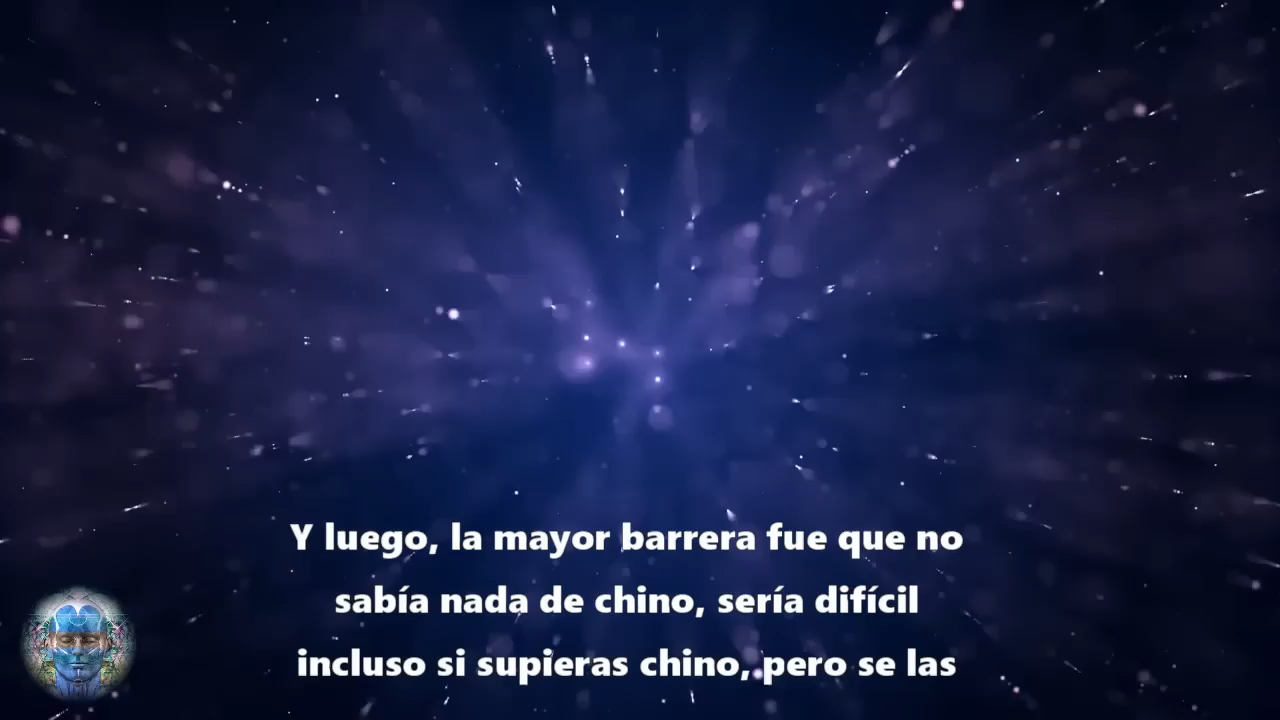 Y luego, la mayor barrera fue que no
sabía nada de chino, sería difícil
incluso si supieras chino, pero se las